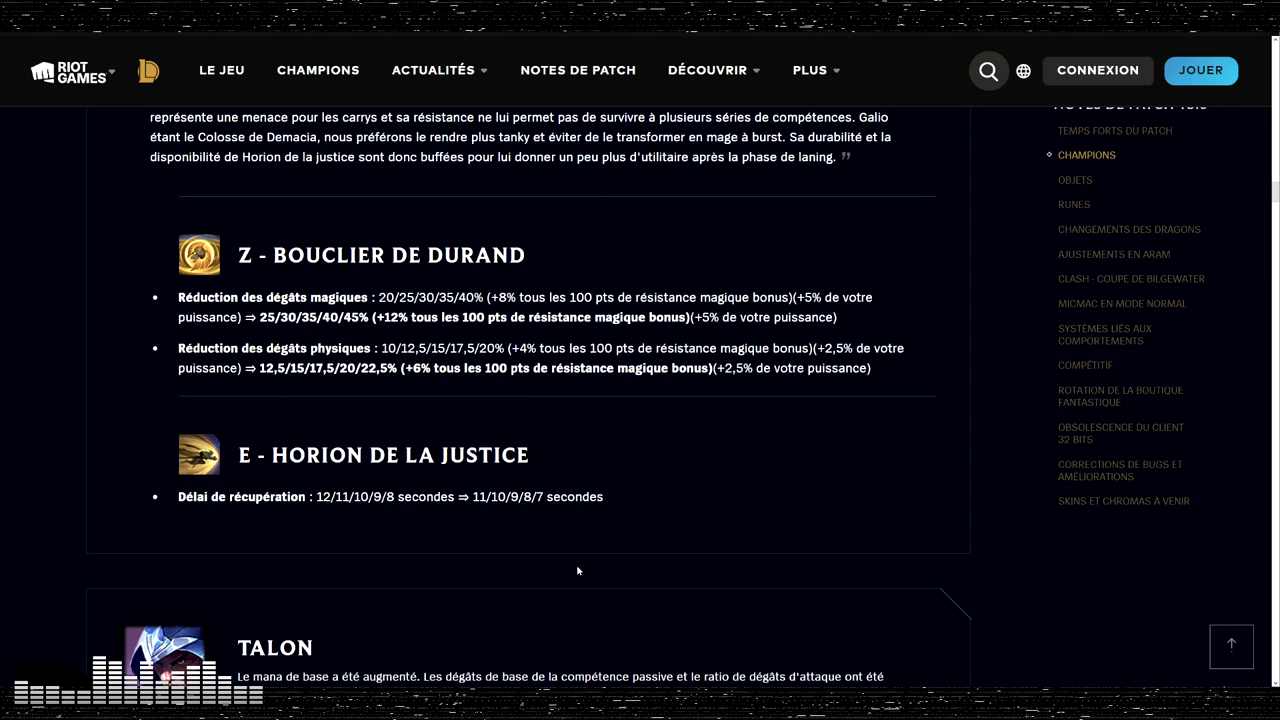 RIOT GAMES
LE JEU
CHAMPIONS
ACTUALITÉS
NOTES DE PATCH
DÉCOUVRIR
PLUS
CONNEXION
JOUER
représente une menace pour les carrys et sa résistance ne lui permet pas de survivre à plusieurs séries de compétences. Galio
étant le Colosse de Demacia, nous préférons le rendre plus tanky et éviter de le transformer en mage à burst. Sa durabilité et la
disponibilité de Horion de la justice sont donc buffées pour lui donner un peu plus d'utilitaire après la phase de laning. ”
Z - BOUCLIER DE DURAND
• Réduction des dégâts magiques : 20/25/30/35/40% (+8% tous les 100 pts de résistance magique bonus)(+5% de votre
puissance) ⇒ 25/30/35/40/45% (+12% tous les 100 pts de résistance magique bonus)(+5% de votre puissance)
• Réduction des dégâts physiques : 10/12,5/15/17,5/20% (+4% tous les 100 pts de résistance magique bonus)(+2,5% de votre
puissance) ⇒ 12,5/15/17,5/20/22,5% (+6% tous les 100 pts de résistance magique bonus)(+2,5% de votre puissance)
E - HORION DE LA JUSTICE
• Délai de récupération : 12/11/10/9/8 secondes ⇒ 11/10/9/8/7 secondes
TALON
Le mana de base a été augmenté. Les dégâts de base de la compétence passive et le ratio de dégâts d'attaque ont été
TEMPS FORTS DU PATCH
CHAMPIONS
OBJETS
RUNES
CHANGEMENTS DES DRAGONS
AJUSTEMENTS EN ARAM
CLASH - COUPE DE BILGEWATER
MICMAC EN MODE NORMAL
SYSTÈMES LIÉS AUX
COMPORTEMENTS
COMPÉTITIF
ROTATION DE LA BOUTIQUE
FANTASTIQUE
OBSOLESCENCE DU CLIENT
32 BITS
CORRECTIONS DE BUGS ET
AMÉLIORATIONS
SKINS ET CHROMAS À VENIR